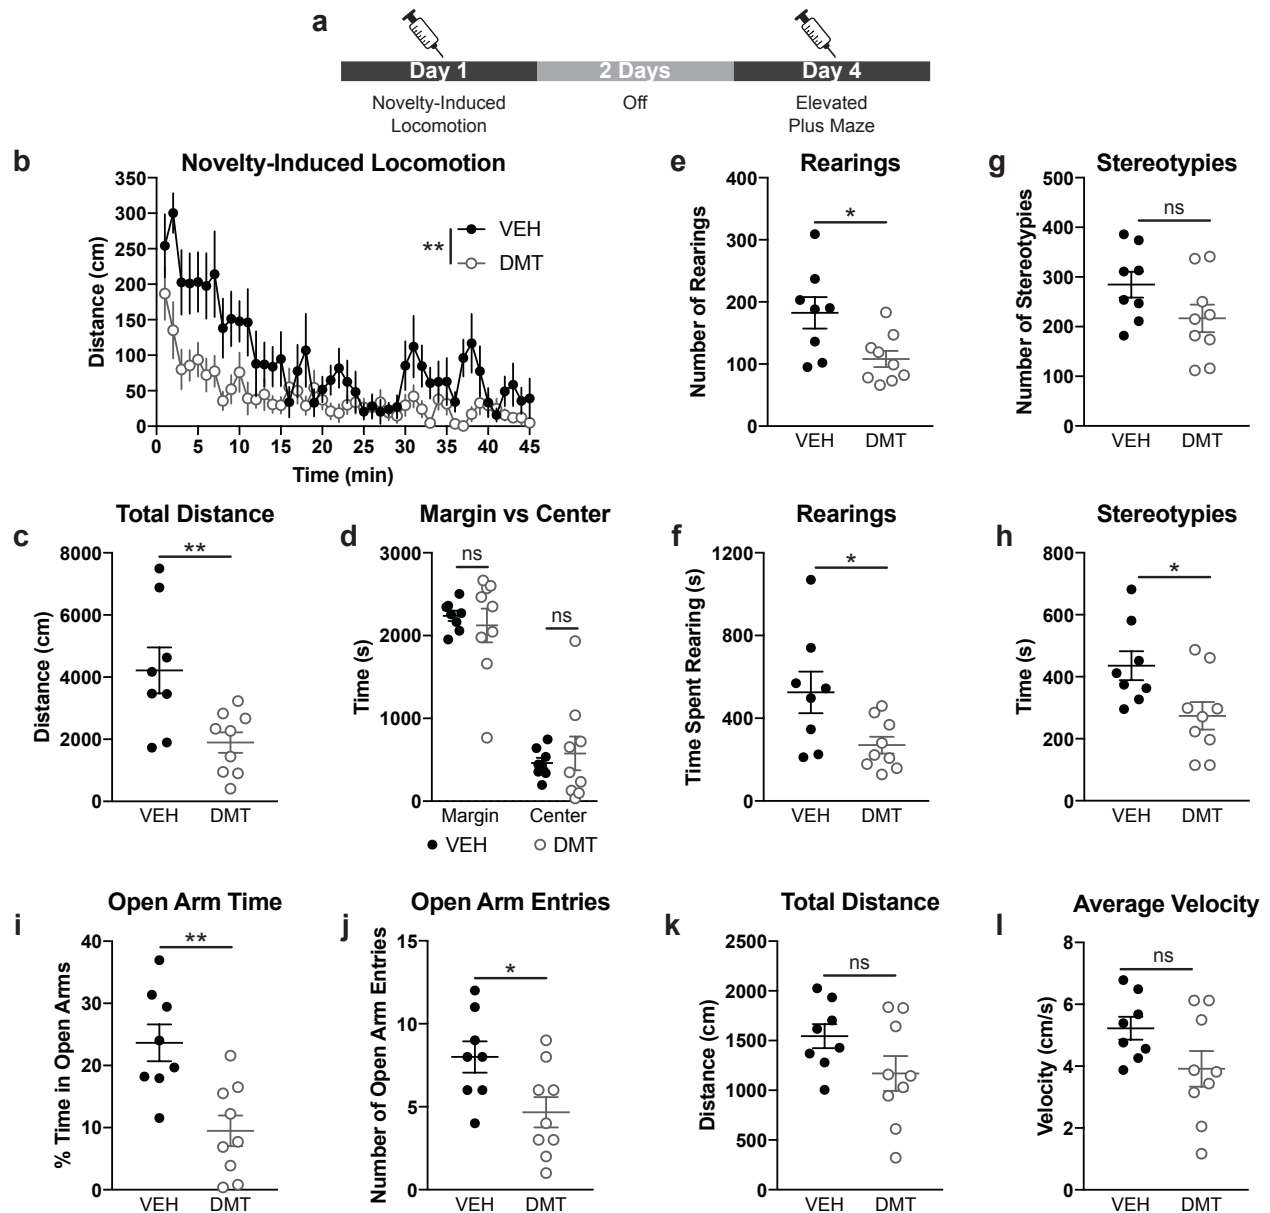 a
Day 1
2 Days
Day 4
Novelty-Induced
Locomotion
Off
Elevated
Plus Maze
b
Novelty-Induced Locomotion
Distance (cm)
350
300
250
200
150
100
50
0
0 5 10 15 20 25 30 35 40 45
Time (min)
**
VEH
DMT
e
Rearings
Number of Rearings
400
300
200
100
0
*
VEH DMT
g
Stereotypies
Number of Stereotypies
500
400
300
200
100
0
ns
VEH DMT
c
Total Distance
Distance (cm)
8000
6000
4000
2000
0
**
VEH DMT
d
Margin vs Center
Time (s)
3000
2000
1000
0
ns
ns
Margin Center
VEH DMT
f
Rearings
Time Spent Rearing (s)
1200
800
400
0
*
VEH DMT
h
Stereotypies
Time (s)
800
600
400
200
0
*
VEH DMT
i
Open Arm Time
% Time in Open Arms
40
30
20
10
0
**
VEH DMT
j
Open Arm Entries
Number of Open Arm Entries
15
10
5
0
*
VEH DMT
k
Total Distance
Distance (cm)
2500
2000
1500
1000
500
0
ns
VEH DMT
l
Average Velocity
Velocity (cm/s)
8
6
4
2
0
ns
VEH DMT